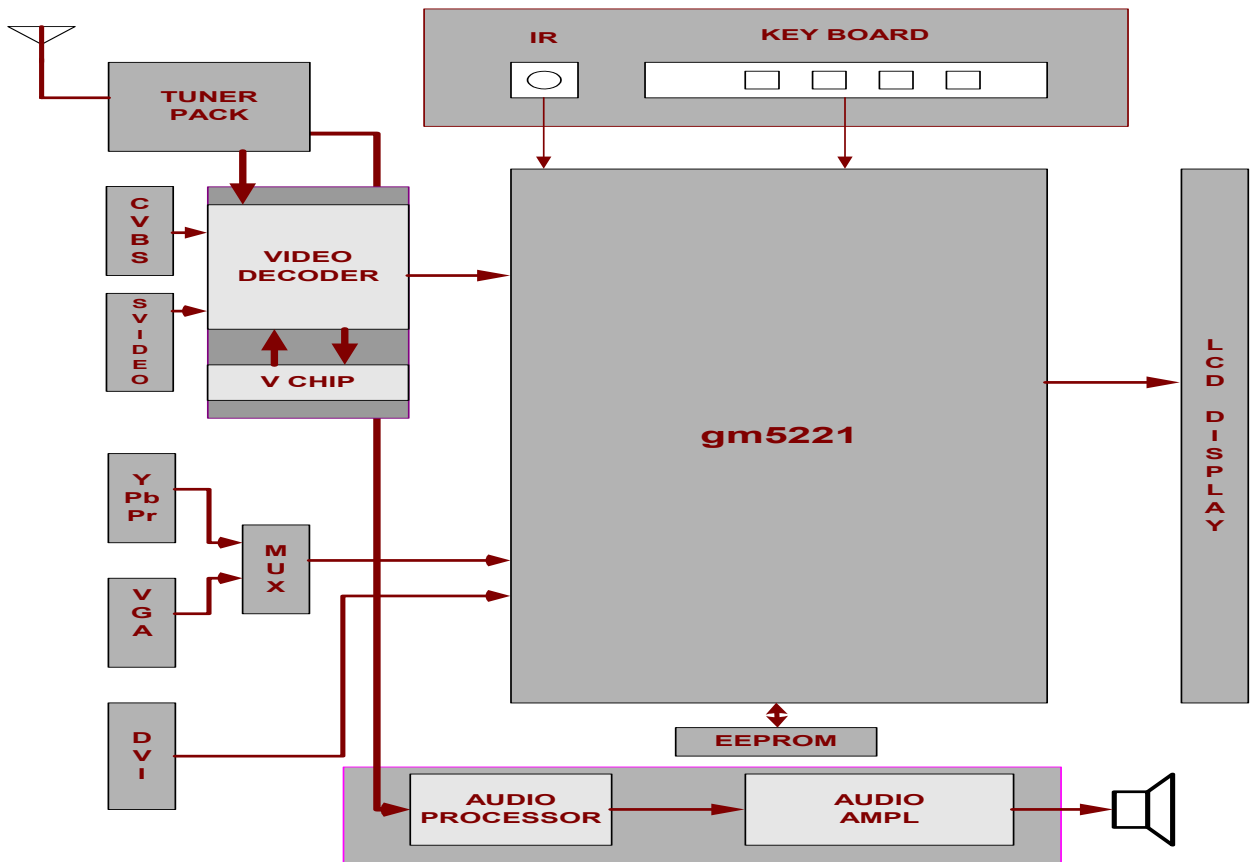 IR
KEY BOARD
TUNER
PACK
C
V
B
S
VIDEO
DECODER
S
V
I
D
E
O
V CHIP
gm5221
L
C
D
D
I
S
P
L
A
Y
Y
Pb
Pr
M
U
X
V
G
A
D
V
I
EEPROM
AUDIO
PROCESSOR
AUDIO
AMPL